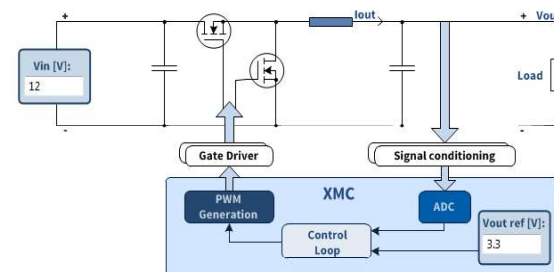 +
Iout
+ Vou
Vin [V]:
12
Load
-
-
Gate Driver
Signal conditioning
XMC
PWM
Generation
ADC
Control
Loop
Vout ref [V]:
3.3